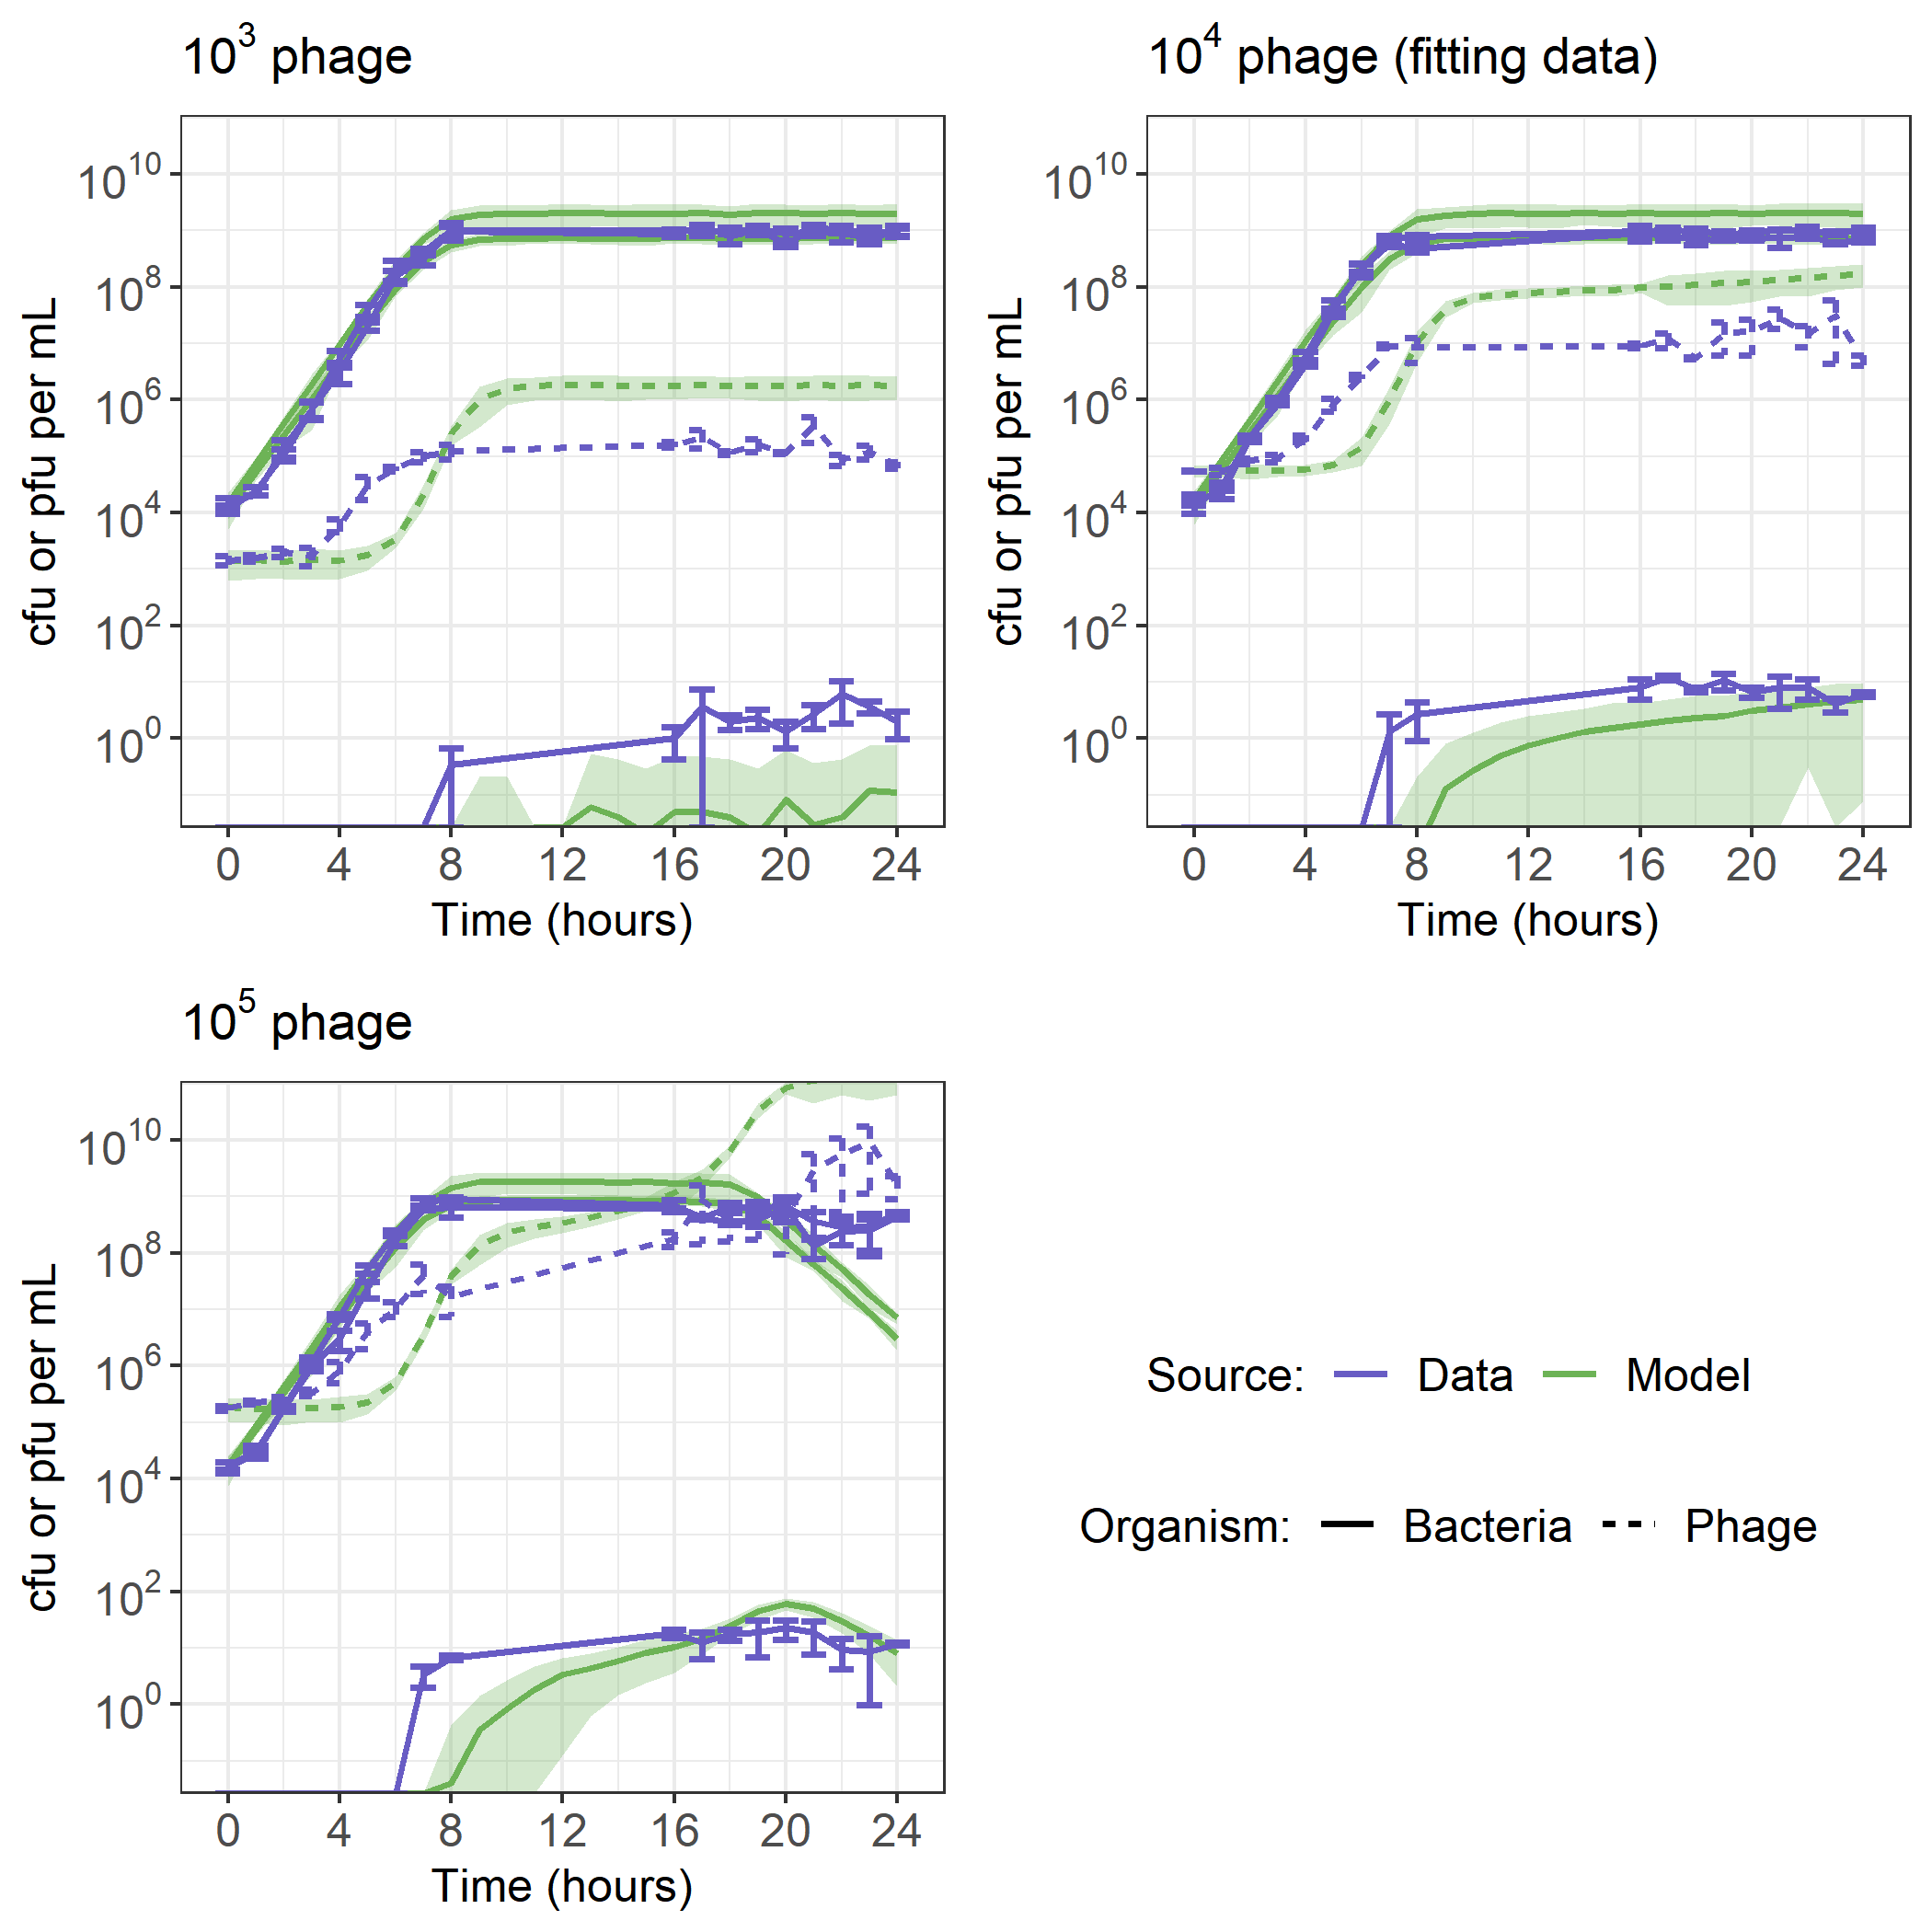 10³ phage
10⁴ phage (fitting data)
cfu or pfu per mL
10¹⁰
10⁸
10⁶
10⁴
10²
10⁰
0 4 8 12 16 20 24
Time (hours)
cfu or pfu per mL
10¹⁰
10⁸
10⁶
10⁴
10²
10⁰
0 4 8 12 16 20 24
Time (hours)
10⁵ phage
cfu or pfu per mL
10¹⁰
10⁸
10⁶
10⁴
10²
10⁰
0 4 8 12 16 20 24
Time (hours)
Source: Data Model
Organism: Bacteria Phage